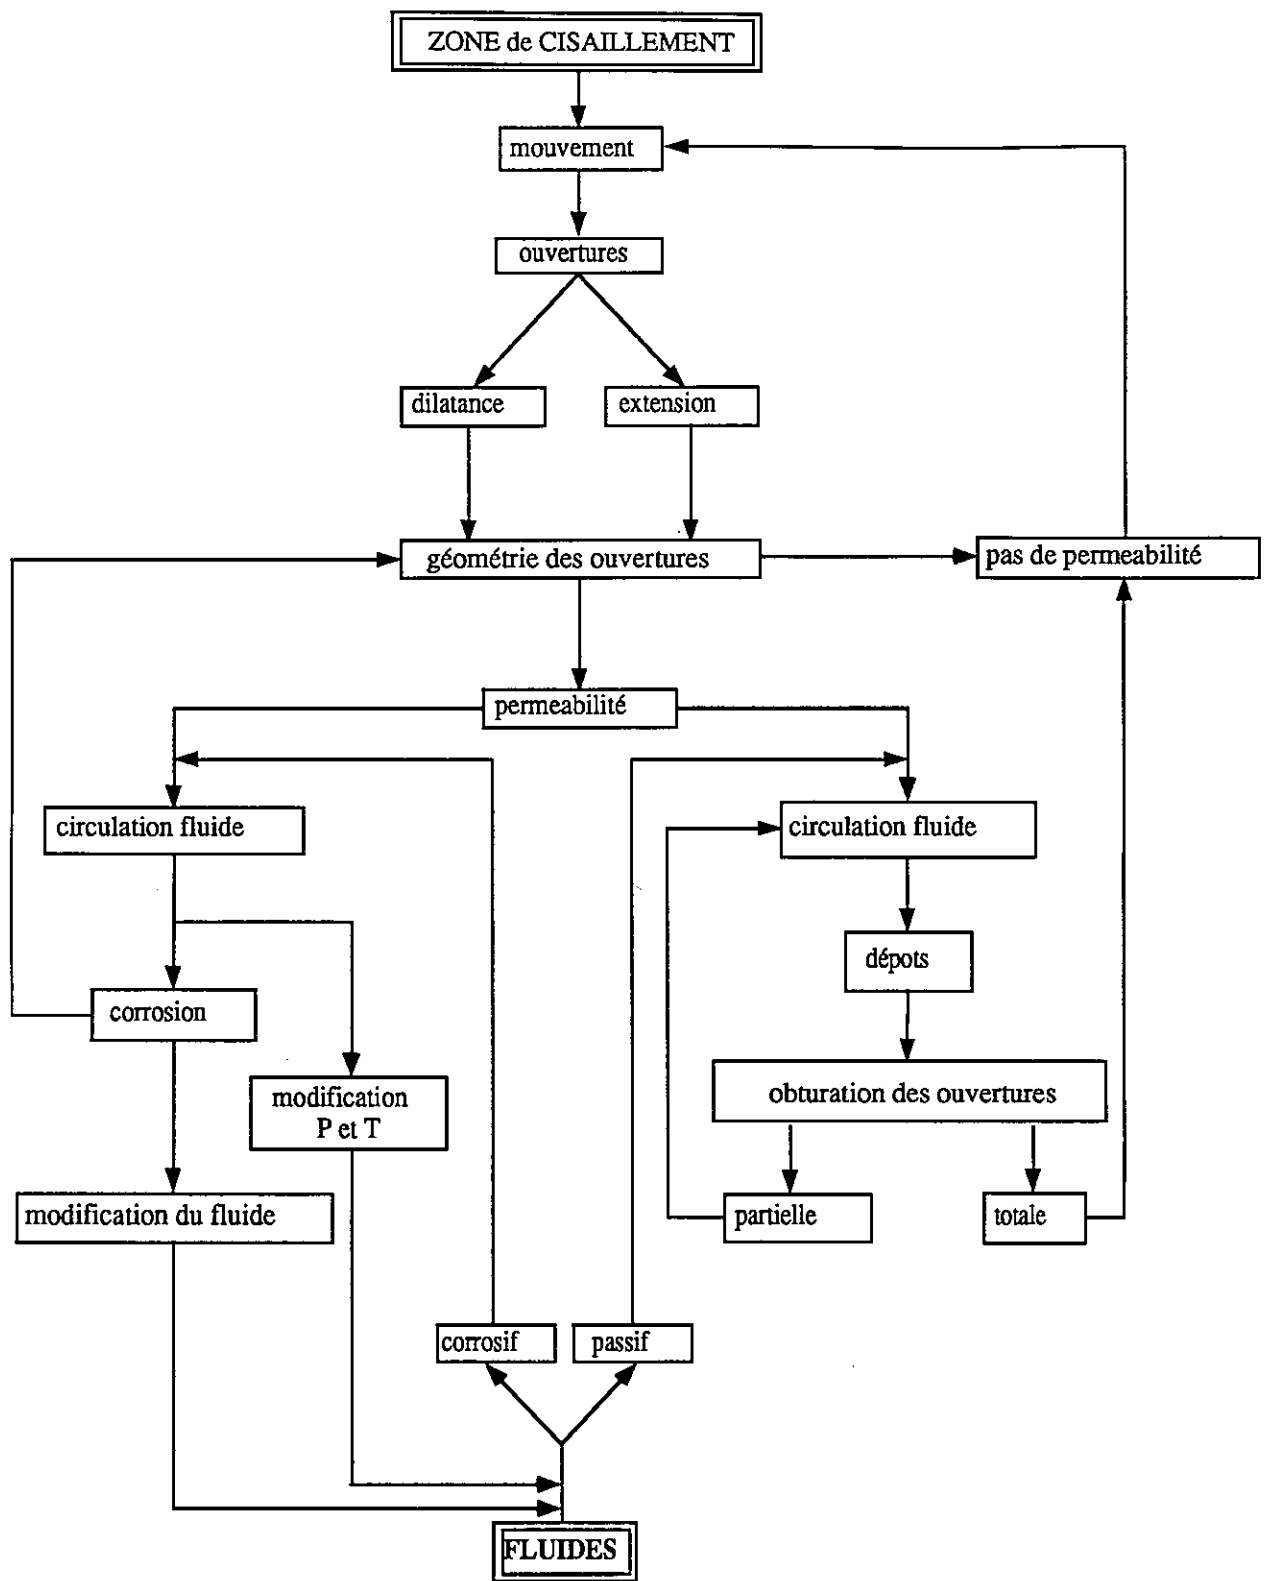 ZONE de CISAILLEMENT
mouvement
ouvertures
dilatance
extension
géométrie des ouvertures
pas de permeabilité
permeabilité
circulation fluide
circulation fluide
dépots
corrosion
obturation des ouvertures
modification
P et T
modification du fluide
partielle
totale
corrosif
passif
FLUIDES